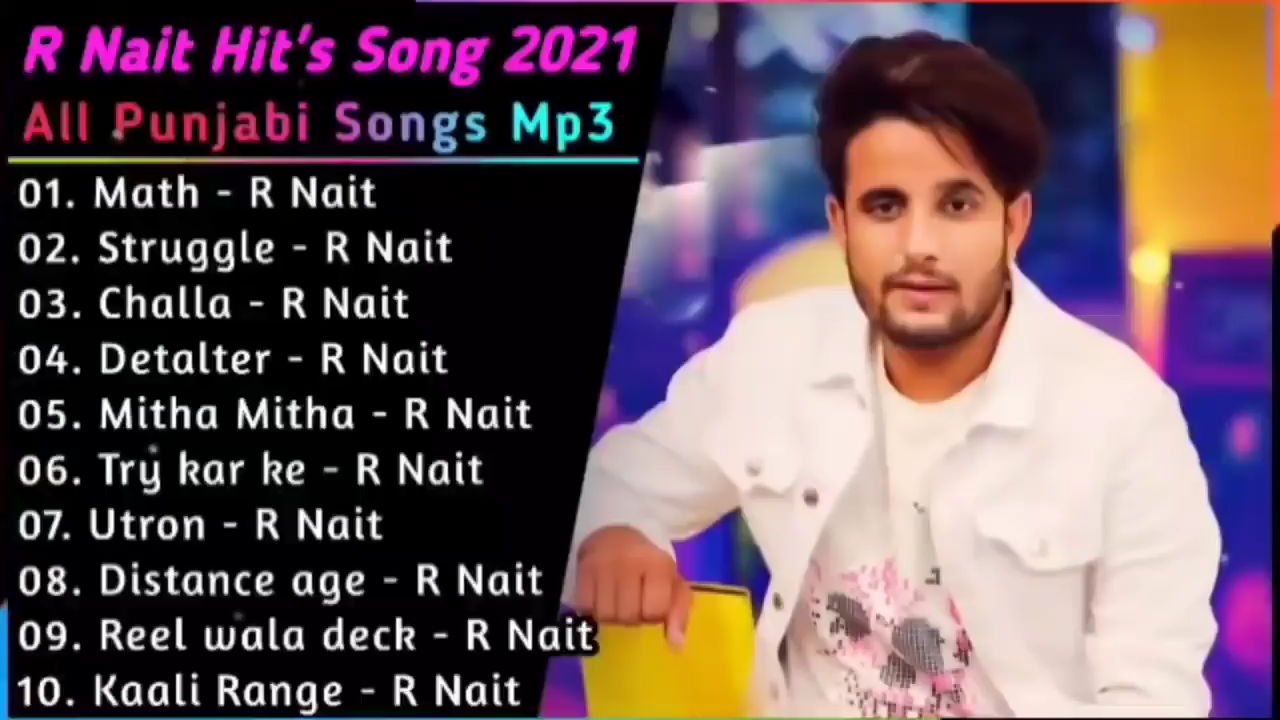 R Nait Hit's Song 2021
All Punjabi Songs Mp3
01. Math - R Nait
02. Struggle - R Nait
03. Challa - R Nait
04. Detalter - R Nait
05. Mitha Mitha - R Nait
06. Try kar ke - R Nait
07. Utron - R Nait
08. Distance age - R Nait
09. Reel wala deck - R Nait
10. Kaali Range - R Nait